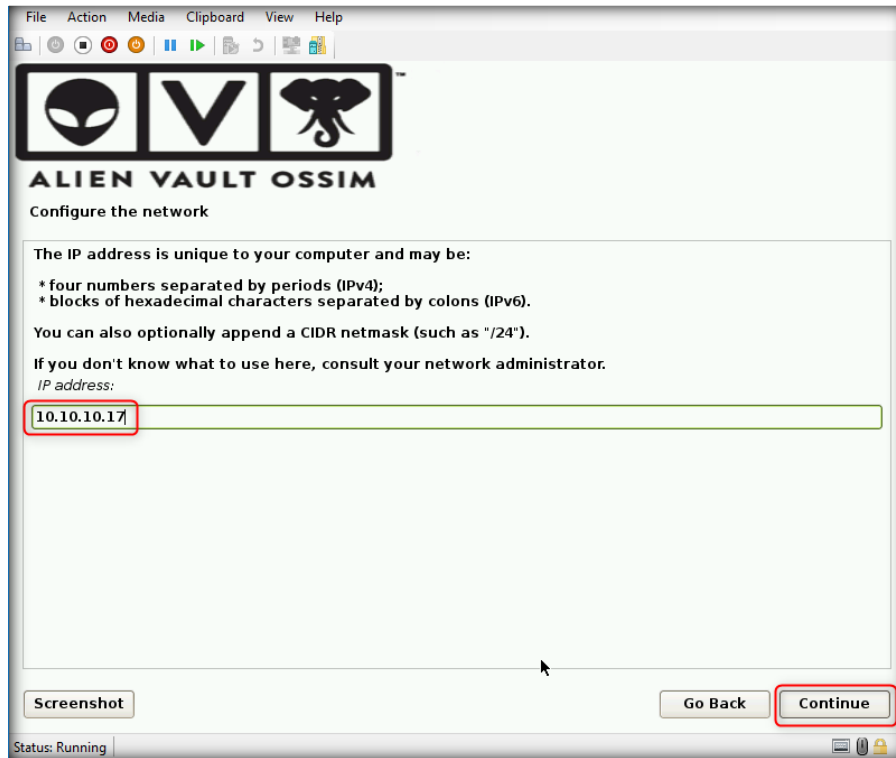 File Action Media Clipboard View Help
V ™
ALIEN VAULT OSSIM
Configure the network
The IP address is unique to your computer and may be:
* four numbers separated by periods (IPv4);
* blocks of hexadecimal characters separated by colons (IPv6).
You can also optionally append a CIDR netmask (such as "/24").
If you don't know what to use here, consult your network administrator.
IP address:
10.10.10.17
Screenshot Go Back Continue
Status: Running